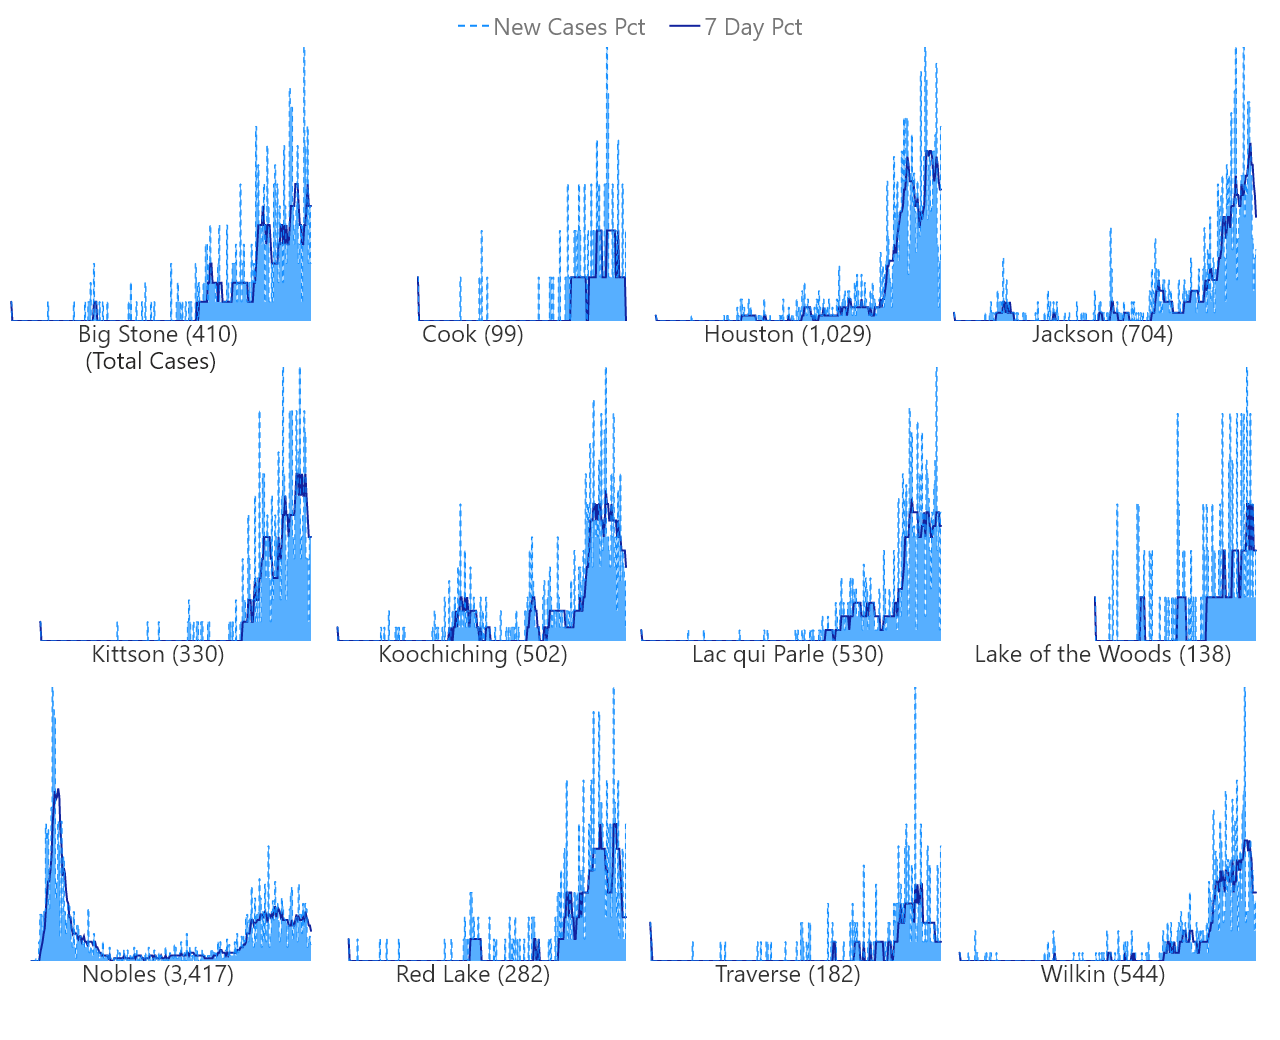 New Cases Pct 7 Day Pct
Big Stone (410)
(Total Cases)
Cook (99)
Houston (1,029)
Jackson (704)
Kittson (330)
Koochiching (502)
Lac qui Parle (530)
Lake of the Woods (138)
Nobles (3,417)
Red Lake (282)
Traverse (182)
Wilkin (544)